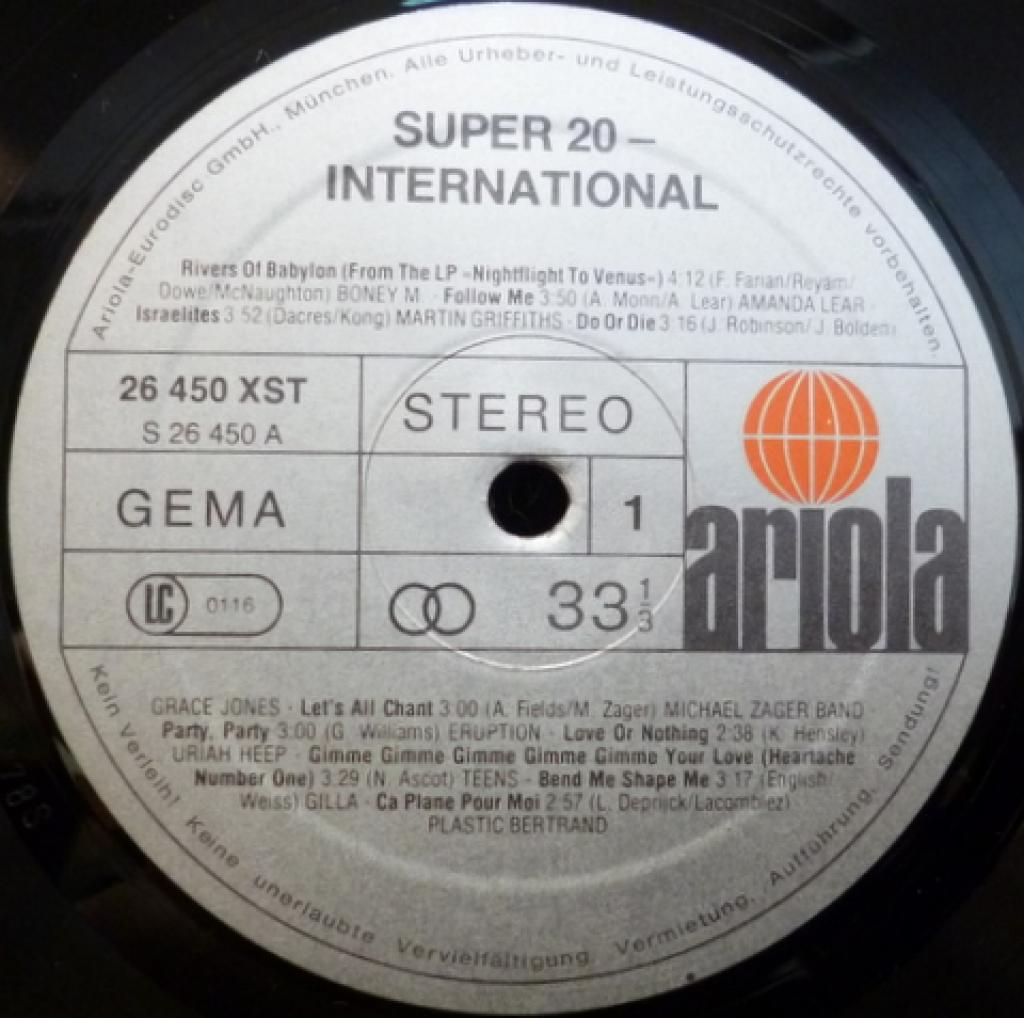 Ariola-Eurodisc GmbH., München. Alle Urheber- und Leistungsschutzrechte vorbehalten.
SUPER 20 –
INTERNATIONAL
Rivers Of Babylon (From The LP »Nightflight To Venus«) 4:12 (F. Farian/Reyam/
Dowe/McNaughton) BONEY M. · Follow Me 3:50 (A. Monn/A. Lear) AMANDA LEAR ·
Israelites 3:52 (Dacres/Kong) MARTIN GRIFFITHS · Do Or Die 3:16 (J. Robinson/J. Bolden)
26 450 XST
S 26 450 A
STEREO
GEMA
1
LC 0116
33 1/3
ariola
GRACE JONES · Let's All Chant 3:00 (A. Fields/M. Zager) MICHAEL ZAGER BAND ·
Party, Party 3:00 (G. Williams) ERUPTION · Love Or Nothing 2:38 (K. Hensley)
URIAH HEEP · Gimme Gimme Gimme Gimme Gimme Your Love (Heartache
Number One) 3:29 (N. Ascot) TEENS · Bend Me Shape Me 3:17 (English/
Weiss) GILLA · Ca Plane Pour Moi 2:57 (L. Deprijck/Lacomblez)
PLASTIC BERTRAND
Kein Verleih! Keine unerlaubte Vervielfältigung, Vermietung, Aufführung, Sendung!